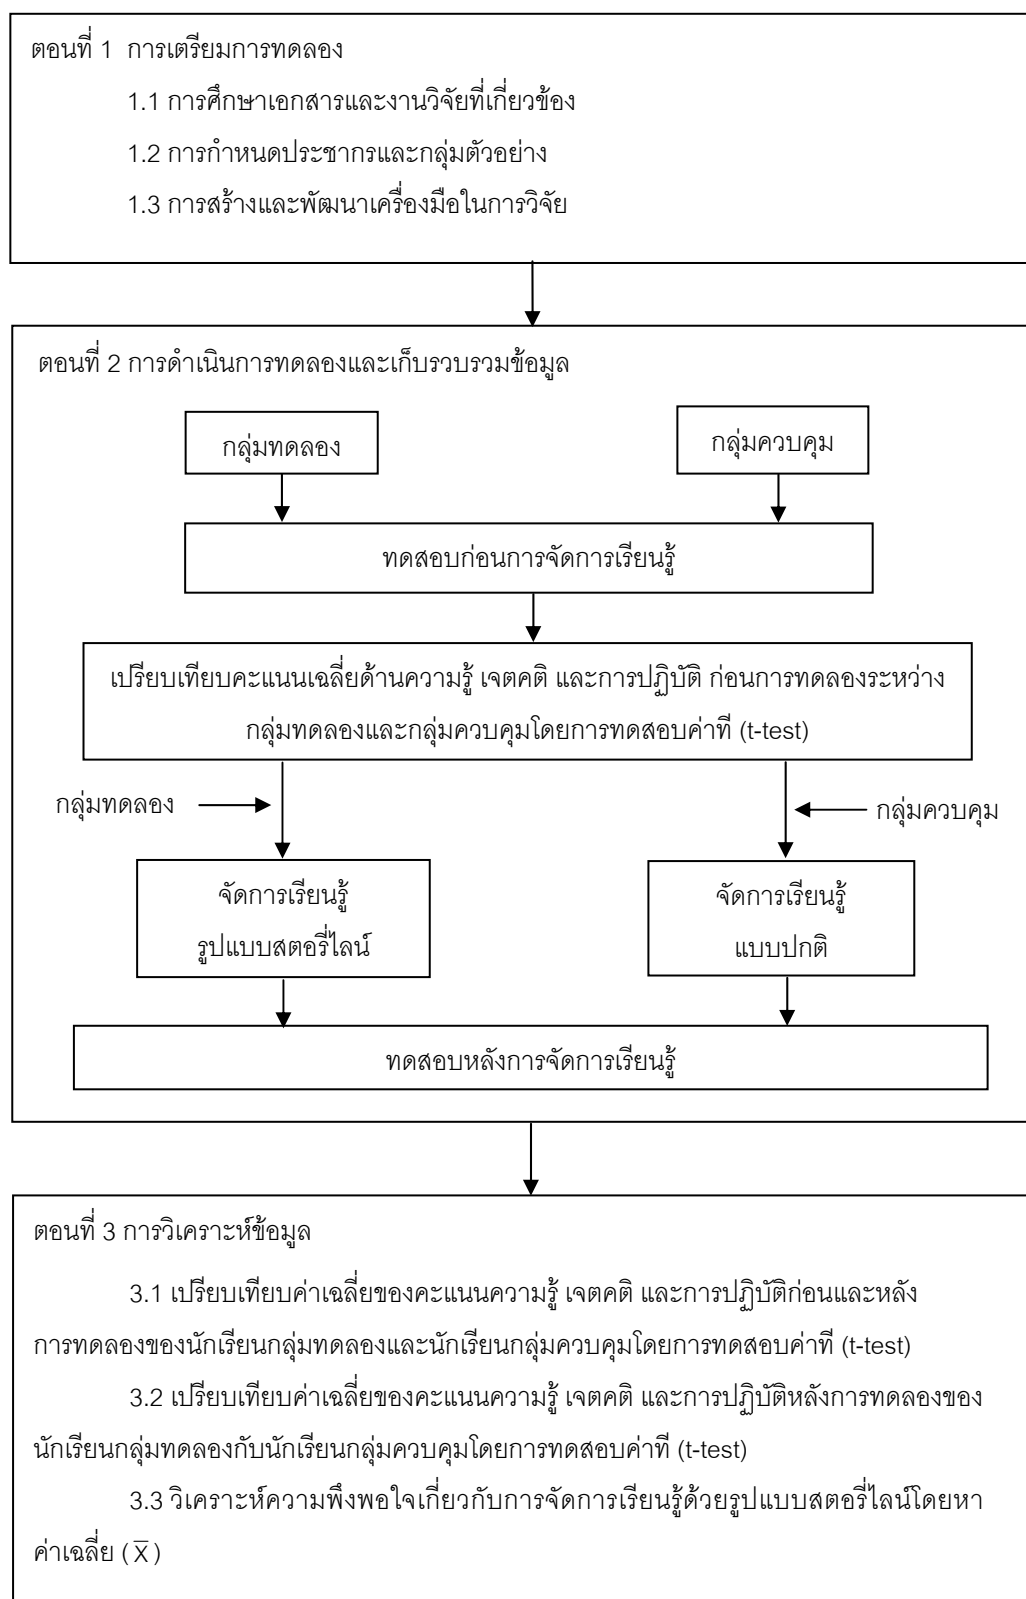 ตอนที่ 1 การเตรียมการทดลอง
1.1 การศึกษาเอกสารและงานวิจัยที่เกี่ยวข้อง
1.2 การกำหนดประชากรและกลุ่มตัวอย่าง
1.3 การสร้างและพัฒนาเครื่องมือในการวิจัย
ตอนที่ 2 การดำเนินการทดลองและเก็บรวบรวมข้อมูล
กลุ่มทดลอง
กลุ่มควบคุม
ทดสอบก่อนการจัดการเรียนรู้
เปรียบเทียบคะแนนเฉลี่ยด้านความรู้ เจตคติ และการปฏิบัติ ก่อนการทดลองระหว่าง
กลุ่มทดลองและกลุ่มควบคุมโดยการทดสอบค่าที (t-test)
กลุ่มทดลอง
กลุ่มควบคุม
จัดการเรียนรู้
รูปแบบสตอรี่ไลน์
จัดการเรียนรู้
แบบปกติ
ทดสอบหลังการจัดการเรียนรู้
ตอนที่ 3 การวิเคราะห์ข้อมูล
3.1 เปรียบเทียบค่าเฉลี่ยของคะแนนความรู้ เจตคติ และการปฏิบัติก่อนและหลัง
การทดลองของนักเรียนกลุ่มทดลองและนักเรียนกลุ่มควบคุมโดยการทดสอบค่าที (t-test)
3.2 เปรียบเทียบค่าเฉลี่ยของคะแนนความรู้ เจตคติ และการปฏิบัติหลังการทดลองของ
นักเรียนกลุ่มทดลองกับนักเรียนกลุ่มควบคุมโดยการทดสอบค่าที (t-test)
3.3 วิเคราะห์ความพึงพอใจเกี่ยวกับการจัดการเรียนรู้ด้วยรูปแบบสตอรี่ไลน์โดยหา
ค่าเฉลี่ย (X̅)